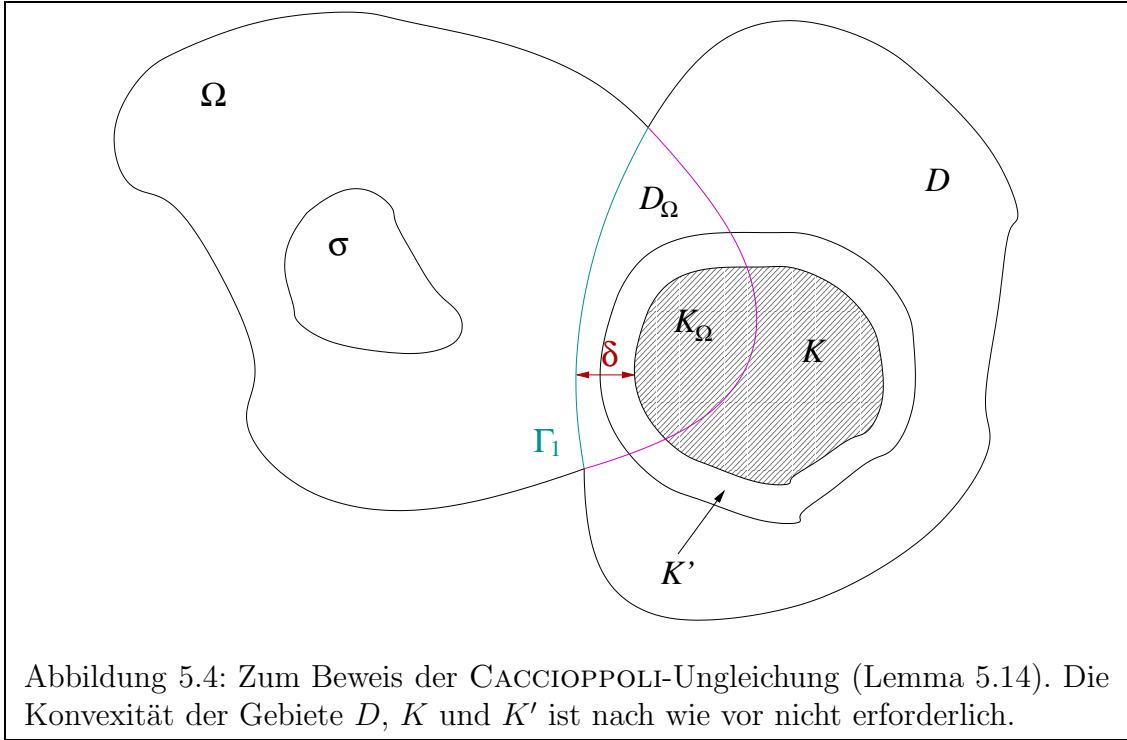 Ω
D
D_Ω
σ
K_Ω
K
δ
Γ₁
K’
Abbildung 5.4: Zum Beweis der CACCIOPPOLI-Ungleichung (Lemma 5.14). Die
Konvexität der Gebiete D, K und K′ ist nach wie vor nicht erforderlich.